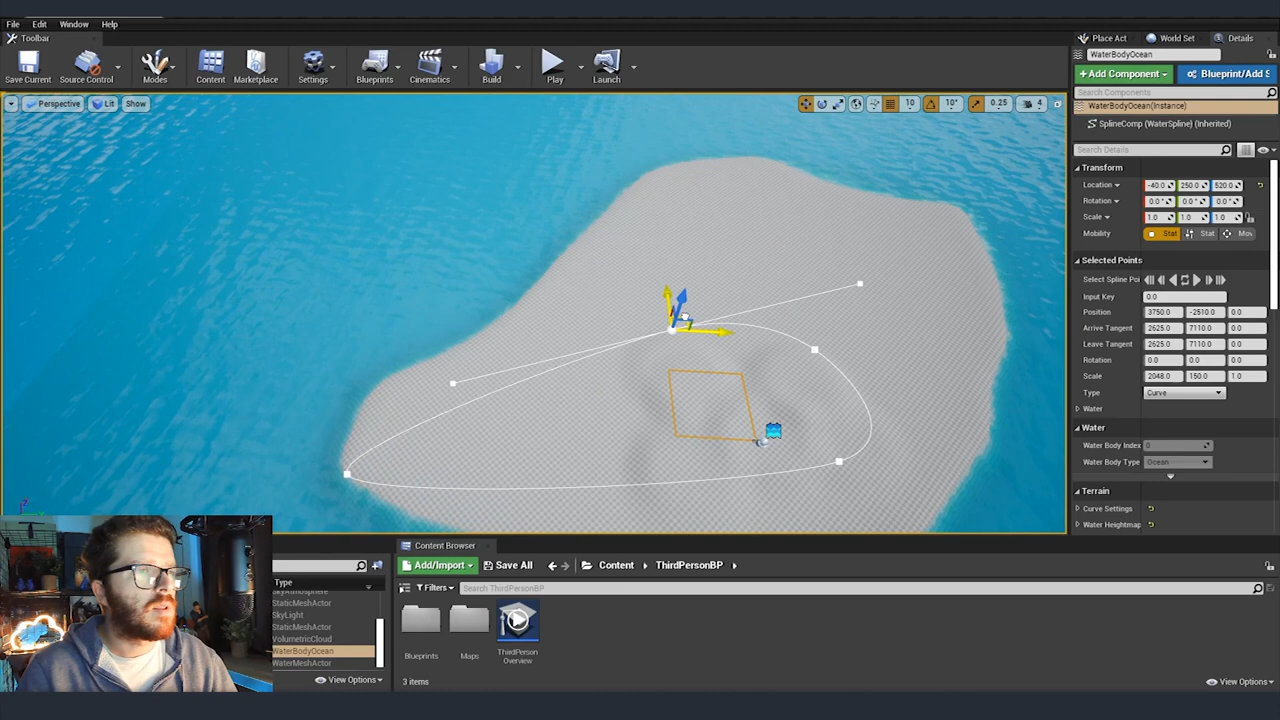 File Edit Window Help
Toolbar
Place Act World Set Details
Save Current Source Control Modes Content Marketplace Settings Blueprints Cinematics Build Play Launch
WaterBodyOcean
+Add Component Blueprint/Add S
Search Components
WaterBodyOcean(Instance)
SplineComp (WaterSpline) (Inherited)
Perspective Lit Show
10 10° 0.25 4
Search Details
Transform
Location -40.0 250.0 520.0
Rotation 0.0° 0.0° 0.0°
Scale 1.0 1.0 1.0
Mobility Stat Stat Mov
Selected Points
Select Spline Poi
Input Key 0.0
Position 3750.0 -2510.0 0.0
Arrive Tangent 2625.0 7110.0 0.0
Leave Tangent 2625.0 7110.0 0.0
Rotation 0.0 0.0 0.0
Scale 2048.0 150.0 1.0
Type Curve
Water
Water
Water Body Index 0
Water Body Type Ocean
Terrain
Curve Settings
Water Heightmap
Content Browser
Add/Import Save All Content ThirdPersonBP
Filters Search ThirdPersonBP
Type
SkyAtmosphere
StaticMeshActor
SkyLight
StaticMeshActor
VolumetricCloud
WaterBodyOcean
WaterMeshActor
View Options
Blueprints Maps ThirdPerson
Overview
3 items
View Options